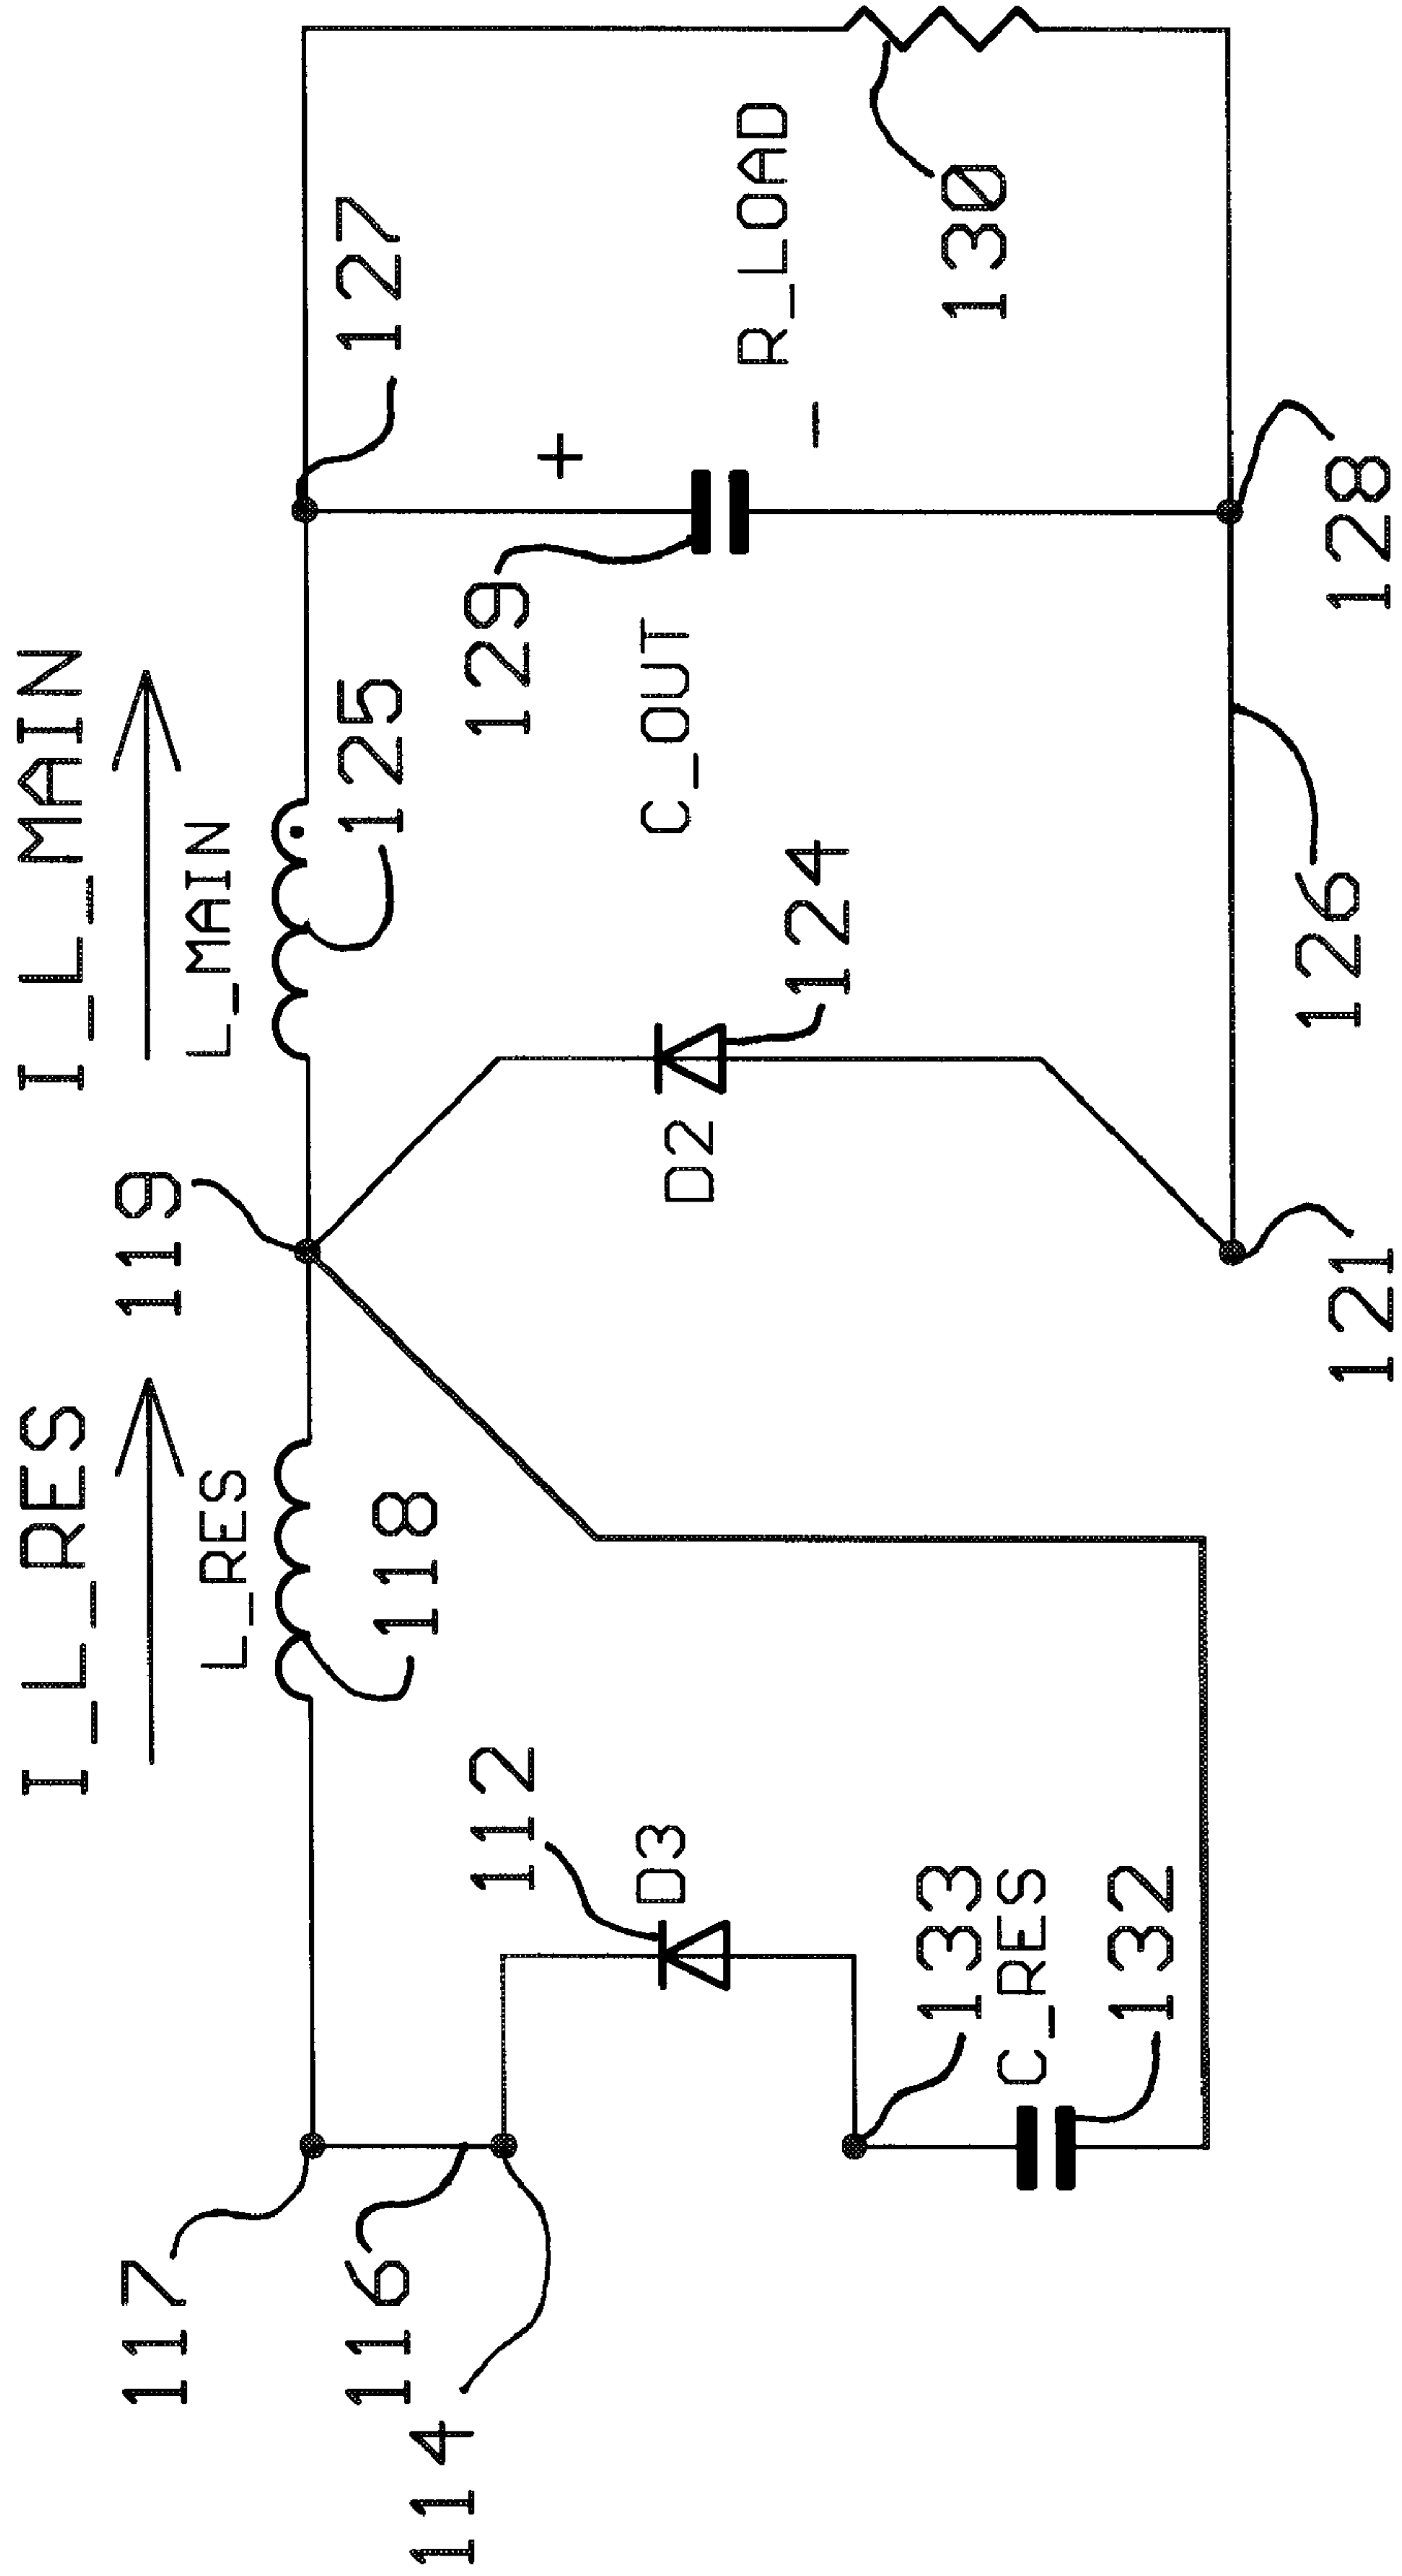 I_L_RES
I_L_MAIN
117
119
L_RES
L_MAIN
116
118
125
127
114
112
129
D3
D2
C_OUT
+
R_LOAD
124
-
133
130
C_RES
132
126
121
128